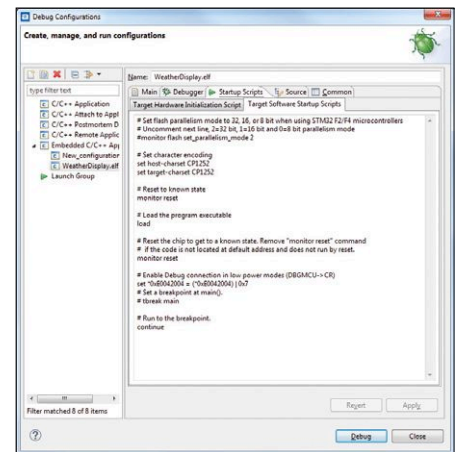 Debug Configurations
Create, manage, and run configurations
type filter text
C/C++ Application
C/C++ Attach to Appl
C/C++ Postmortem D
C/C++ Remote Applic
Embedded C/C++ App
New_configuration
WeatherDisplay.elf
Launch Group
Filter matched 8 of 8 items
Name: WeatherDisplay.elf
Main Debugger Startup Scripts Source Common
Target Hardware Initialization Script Target Software Startup Scripts
# Set flash parallelism mode to 32, 16, or 8 bit when using STM32 F2/F4 microcontrollers
# Uncomment next line, 2=32 bit, 1=16 bit and 0=8 bit parallelism mode
#monitor flash set_parallelism_mode 2
# Set character encoding
set host-charset CP1252
set target-charset CP1252
# Reset to known state
monitor reset
# Load the program executable
load
# Reset the chip to get to a known state. Remove "monitor reset" command
# if the code is not located at default address and does not run by reset.
monitor reset
# Enable Debug connection in low power modes (DBGMCU->CR)
set *0xE0042004 = (*0xE0042004) | 0x7
# Set a breakpoint at main().
# tbreak main
# Run to the breakpoint.
continue
Revert Apply
Debug Close